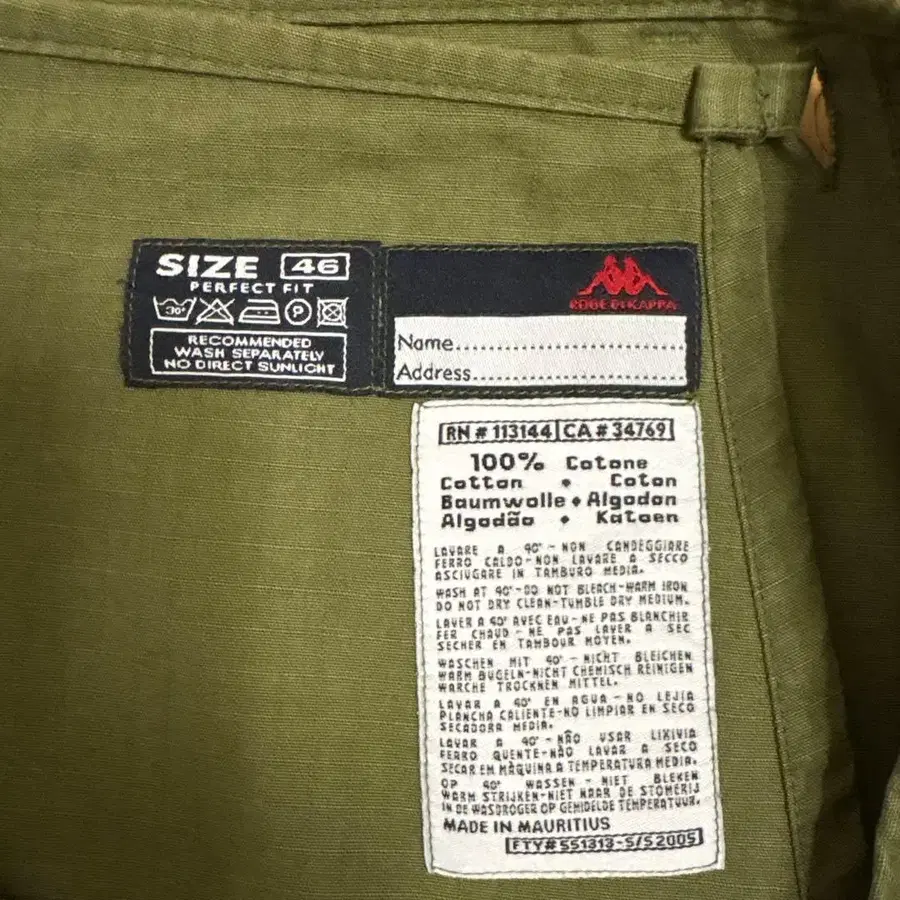 SIZE 46
PERFECT FIT
30°
P
RECOMMENDED
WASH SEPARATELY
NO DIRECT SUNLIGHT
ROBE DI KAPPA
Name
Address
RN # 113144 CA # 34769
100% Cotone
Cotton • Coton
Baumwolle • Algodon
Algodão • Katoen
LAVARE A 40° - NON CANDEGGIARE
FERRO CALDO - NON LAVARE A SECCO
ASCIUGARE IN TAMBURO MEDIA.
WASH AT 40° - DO NOT BLEACH - WARM IRON
DO NOT DRY CLEAN - TUMBLE DRY MEDIUM.
LAVER A 40° AVEC EAU - NE PAS BLANCHIR
FER CHAUD - NE PAS LAVER A SEC
SECHER EN TAMBOUR MOYEN.
WASCHEN MIT 40° - NICHT BLEICHEN
WARM BUGELN - NICHT CHEMISCH REINIGEN
WARCHE TROCKNEN MITTEL.
LAVAR A 40° EN AGUA - NO LEJIA
PLANCHA CALIENTE - NO LIMPIAR EN SECO
SECADORA MEDIA.
LAVAR A 40° - NÃO USAR LIXIVIA
FERRO QUENTE - NÃO LAVAR A SECO
SECAR EM MÀQUINA A TEMPERATURA MEDIA.
OP 40° WASSEN - NIET BLEKEN
WARM STRIJKEN - NIET NAAR DE STOMERIJ
IN DE WASDROGER OP GEMIDELDE TEMPERATUUR.
MADE IN MAURITIUS
FTY# 551313 - S/S 2005